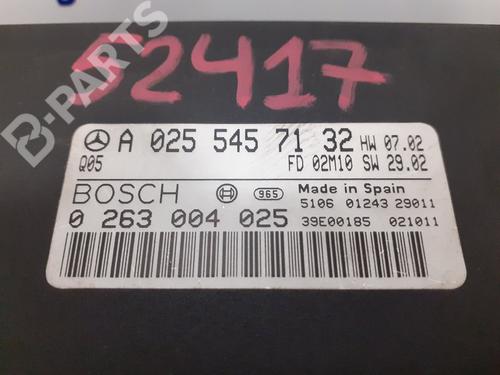 52417
B-PARTS
A 025 545 71 32 HW 07.02
Q05 FD 02M10 SW 29.02
BOSCH 965 Made in Spain
5106 01243 29011
0 263 004 025 39E00185 021011